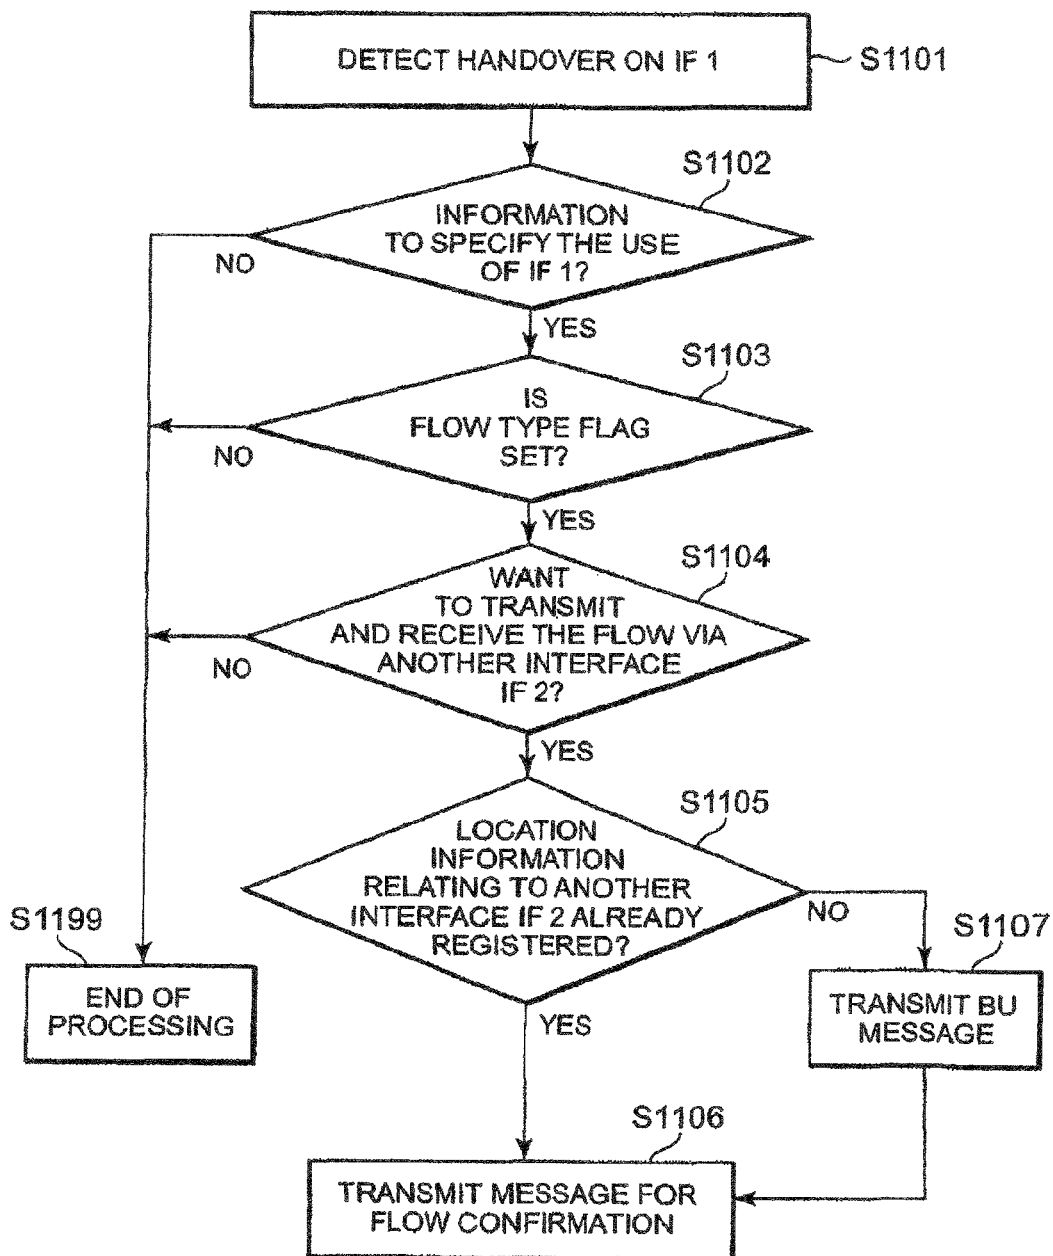 DETECT HANDOVER ON IF 1
S1101
S1102
INFORMATION
TO SPECIFY THE USE
OF IF 1?
NO
YES
S1103
IS
FLOW TYPE FLAG
SET?
NO
YES
S1104
WANT
TO TRANSMIT
AND RECEIVE THE FLOW VIA
ANOTHER INTERFACE
IF 2?
NO
YES
S1105
LOCATION
INFORMATION
RELATING TO ANOTHER
INTERFACE IF 2 ALREADY
REGISTERED?
NO
YES
S1199
END OF
PROCESSING
S1107
TRANSMIT BU
MESSAGE
S1106
TRANSMIT MESSAGE FOR
FLOW CONFIRMATION